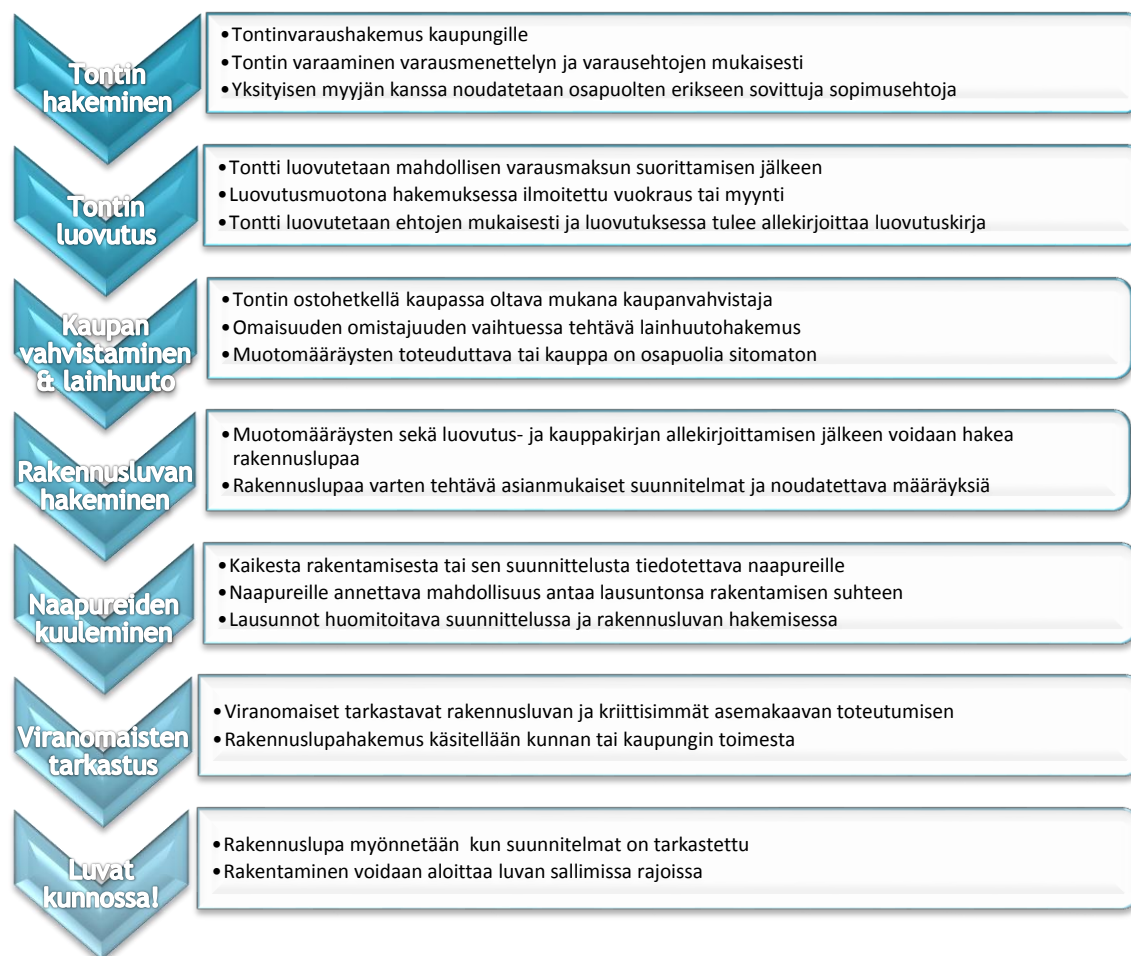 Tontin
hakeminen
•Tontinvaraushakemus kaupungille
•Tontin varaaminen varausmenettelyn ja varausehtojen mukaisesti
•Yksityisen myyjän kanssa noudatetaan osapuolten erikseen sovittuja sopimusehtoja
Tontin
luovutus
•Tontti luovutetaan mahdollisen varausmaksun suorittamisen jälkeen
•Luovutusmuotona hakemuksessa ilmoitettu vuokraus tai myynti
•Tontti luovutetaan ehtojen mukaisesti ja luovutuksessa tulee allekirjoittaa luovutuskirja
Kaupan
vahvistaminen
& lainhuuto
•Tontin ostohetkellä kaupassa oltava mukana kaupanvahvistaja
•Omaisuuden omistajuuden vaihtuessa tehtävä lainhuutohakemus
•Muotomääräysten toteuduttava tai kauppa on osapuolia sitomaton
Rakennusluvan
hakeminen
•Muotomääräysten sekä luovutus- ja kauppakirjan allekirjoittamisen jälkeen voidaan hakea
rakennuslupaa
•Rakennuslupaa varten tehtävä asianmukaiset suunnitelmat ja noudatettava määräyksiä
Naapureiden
kuuleminen
•Kaikesta rakentamisesta tai sen suunnittelusta tiedotettava naapureille
•Naapureille annettava mahdollisuus antaa lausuntonsa rakentamisen suhteen
•Lausunnot huomitoitava suunnittelussa ja rakennusluvan hakemisessa
Viranomaisten
tarkastus
•Viranomaiset tarkastavat rakennusluvan ja kriittisimmät asemakaavan toteutumisen
•Rakennuslupahakemus käsitellään kunnan tai kaupungin toimesta
Luvat
kunnossa!
•Rakennuslupa myönnetään kun suunnitelmat on tarkastettu
•Rakentaminen voidaan aloittaa luvan sallimissa rajoissa